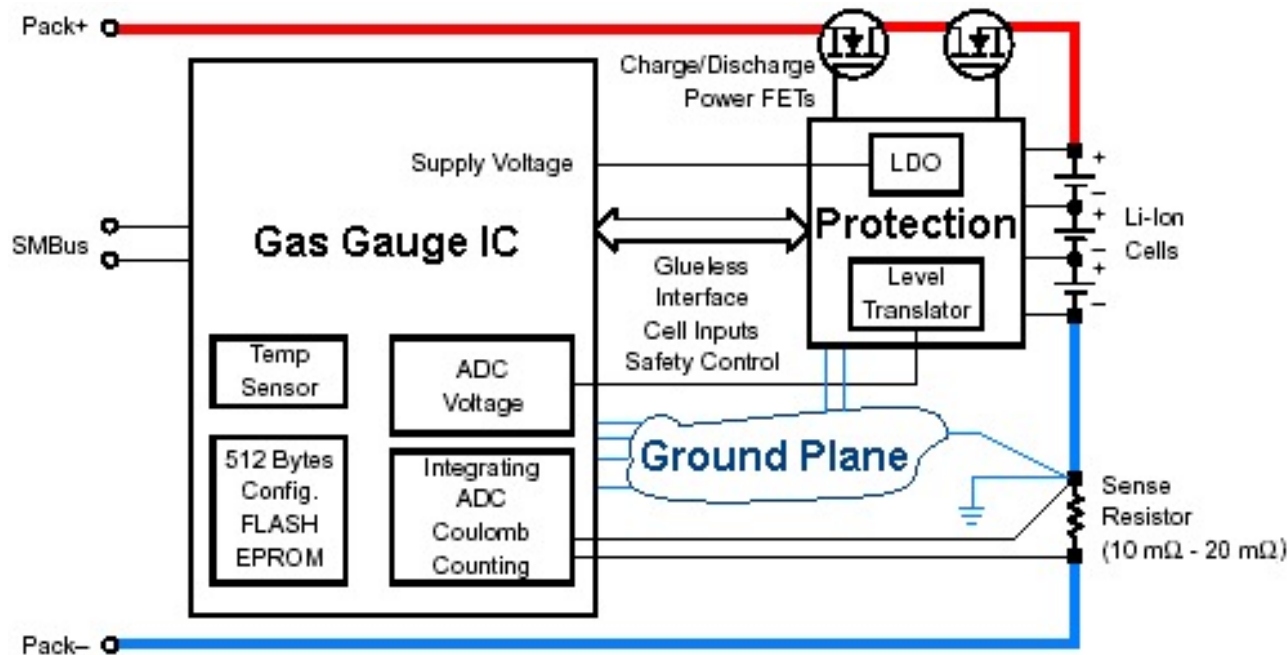 Pack+
Charge/Discharge
Power FETs
Supply Voltage
LDO
SMBus
Gas Gauge IC
Protection
Li-Ion
Cells
+
–
+
–
+
–
Glueless
Interface
Cell Inputs
Safety Control
Level
Translator
Temp
Sensor
ADC
Voltage
Ground Plane
512 Bytes
Config.
FLASH
EPROM
Integrating
ADC
Coulomb
Counting
Sense
Resistor
(10 mΩ - 20 mΩ)
Pack–